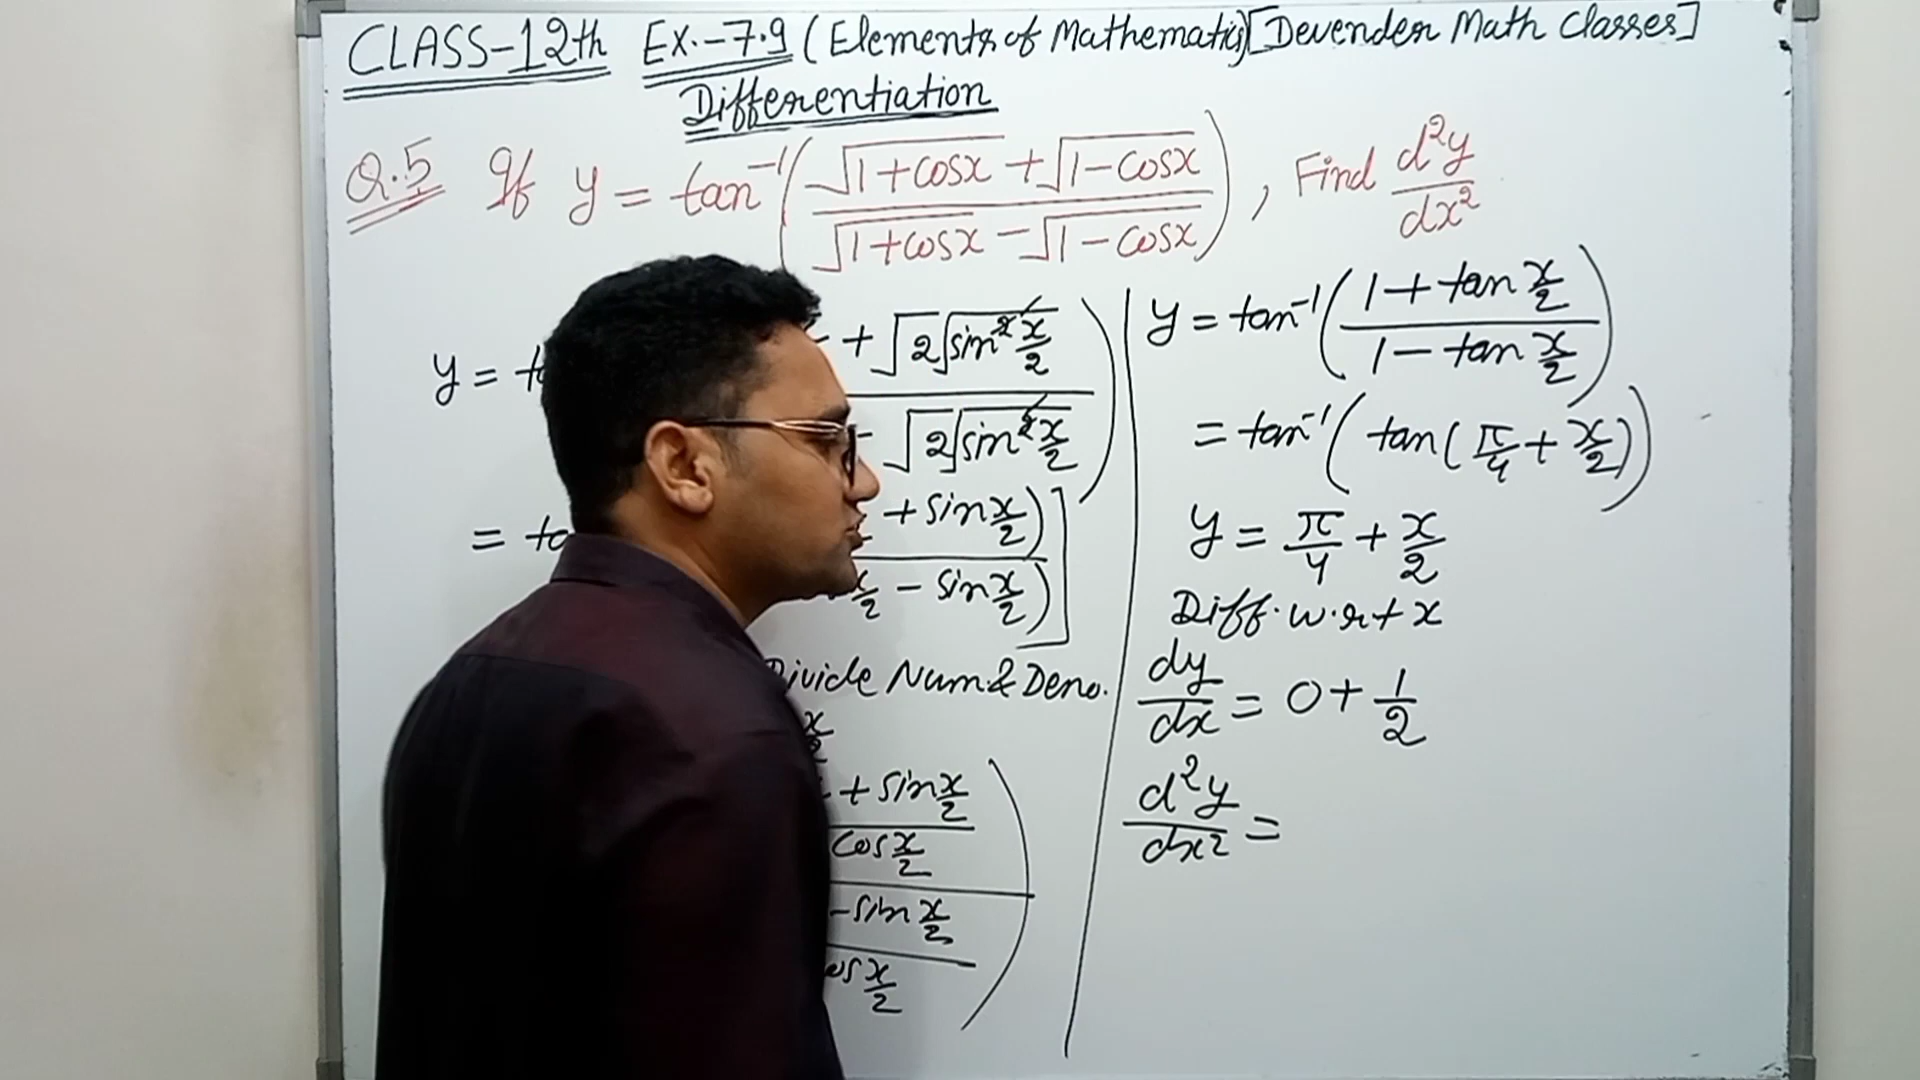 CLASS-12th Ex.-7.9 (Elements of Mathematics) [Devender Math Classes]
Differentiation
Q.5 If y = tan⁻¹( (√(1+cosx) + √(1-cosx)) / (√(1+cosx) - √(1-cosx)) ), Find d²y/dx²
y =
+ √2 √sin² x/2
- √2 √sin² x/2
=
+ sin x/2)
x/2 - sin x/2)]
Divide Num & Deno.
x/2
+ sin x/2
cos x/2
- sin x/2
cos x/2
y = tan⁻¹( (1 + tan x/2) / (1 - tan x/2) )
= tan⁻¹( tan( π/4 + x/2 ) )
y = π/4 + x/2
Diff. w.r.t x
dy/dx = 0 + 1/2
d²y/dx² =